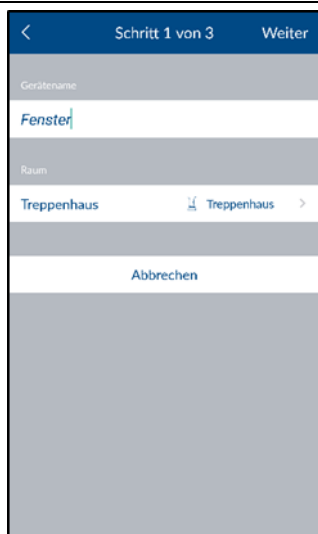 Schritt 1 von 3 Weiter
Gerätename
Fenster
Raum
Treppenhaus Treppenhaus
Abbrechen